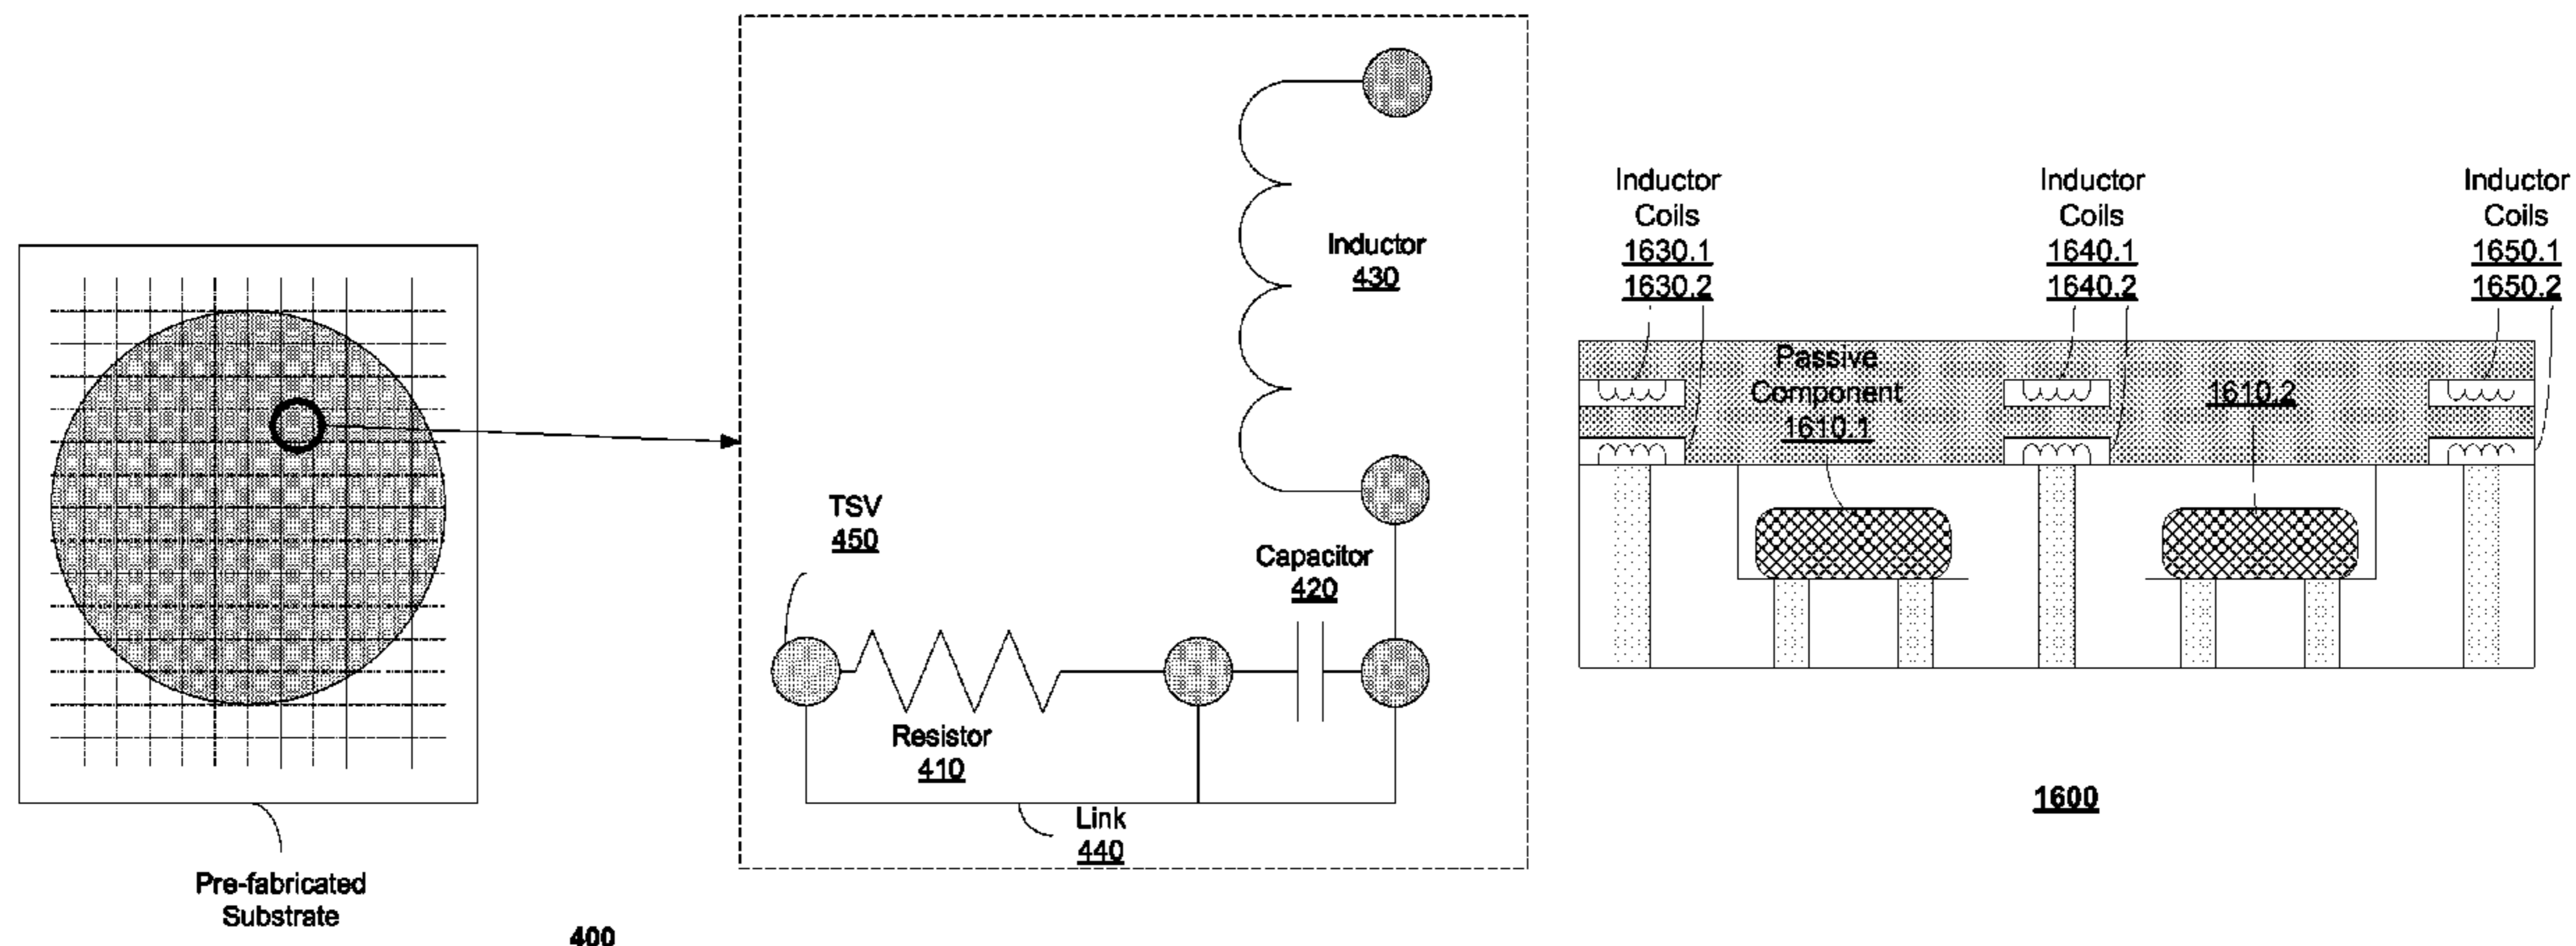 Pre-fabricated
Substrate
400
Inductor
430
TSV
450
Capacitor
420
Resistor
410
Link
440
Inductor
Coils
1630.1
1630.2
Inductor
Coils
1640.1
1640.2
Inductor
Coils
1650.1
1650.2
Passive
Component
1610.1
1610.2
1600